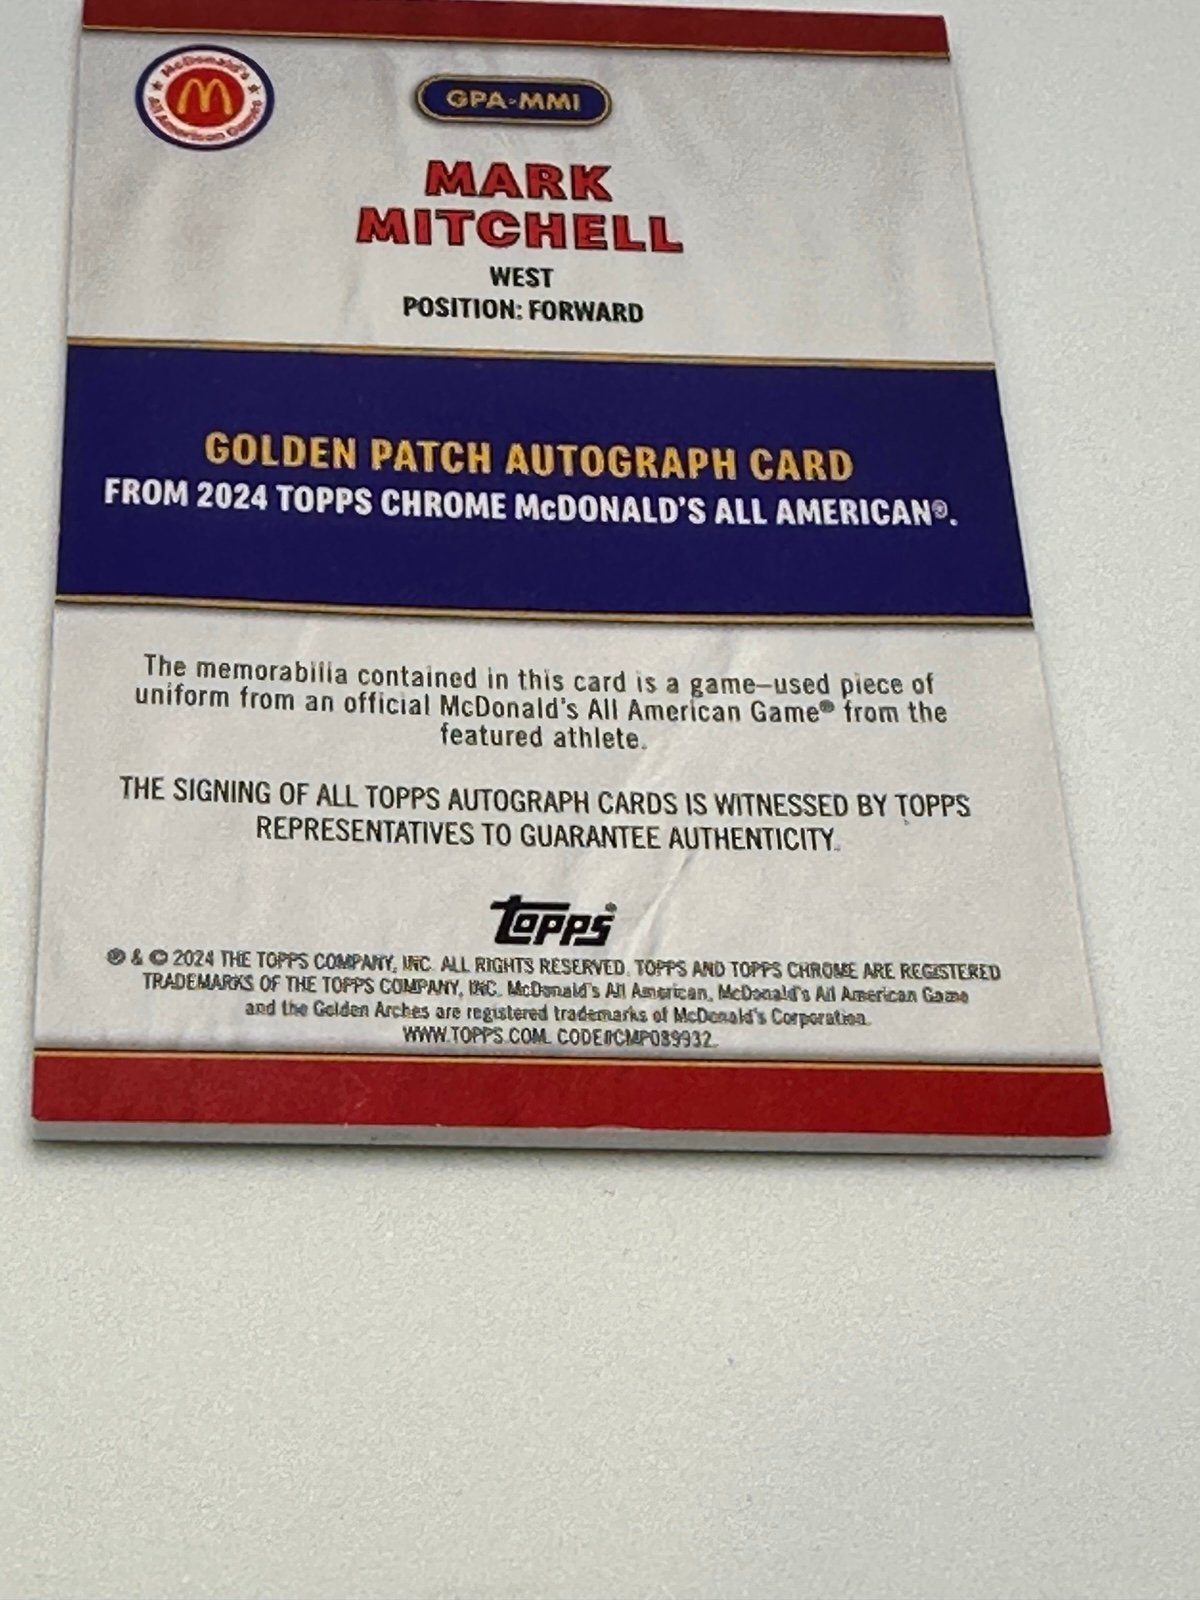 McDonald's
All American Games
GPA-MMI
MARK
MITCHELL
WEST
POSITION: FORWARD
GOLDEN PATCH AUTOGRAPH CARD
FROM 2024 TOPPS CHROME McDONALD'S ALL AMERICAN®.
The memorabilia contained in this card is a game-used piece of
uniform from an official McDonald's All American Game® from the
featured athlete.
THE SIGNING OF ALL TOPPS AUTOGRAPH CARDS IS WITNESSED BY TOPPS
REPRESENTATIVES TO GUARANTEE AUTHENTICITY.
topps®
® & © 2024 THE TOPPS COMPANY, INC. ALL RIGHTS RESERVED. TOPPS AND TOPPS CHROME ARE REGISTERED
TRADEMARKS OF THE TOPPS COMPANY, INC. McDonald's All American, McDonald's All American Game
and the Golden Arches are registered trademarks of McDonald's Corporation.
WWW.TOPPS.COM. CODE#CMP089932